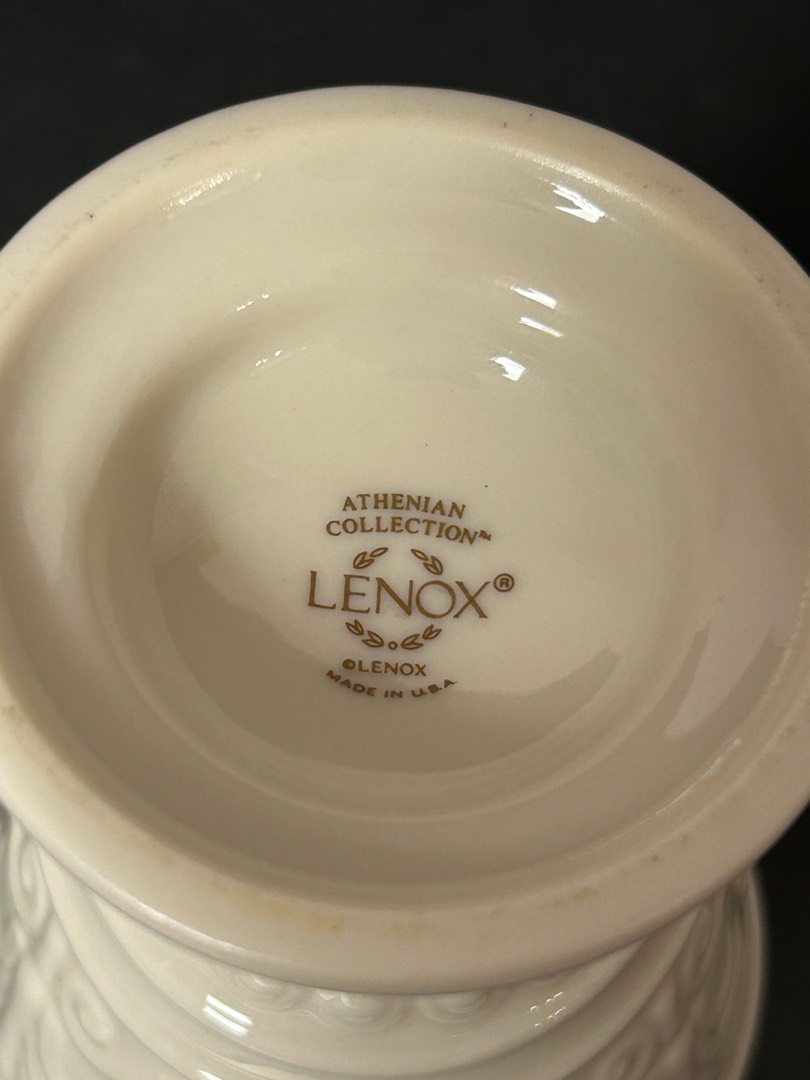 ATHENIAN
COLLECTION™
LENOX®
©LENOX
MADE IN U.S.A.